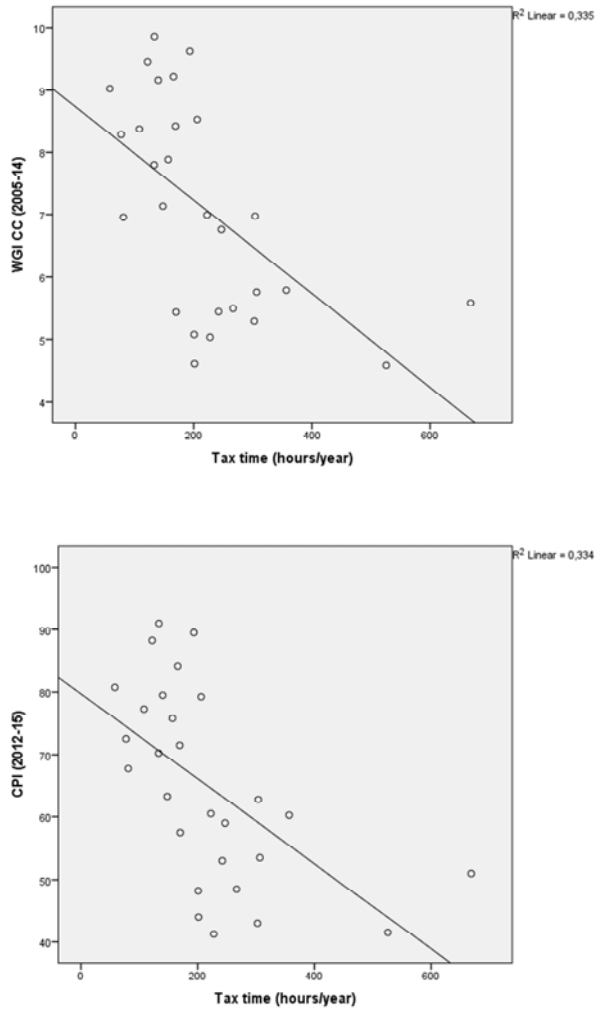 R² Linear = 0,335
10
9
8
7
6
5
4
WGI CC (2005-14)
0 200 400 600
Tax time (hours/year)
R² Linear = 0,334
100
90
80
70
60
50
40
CPI (2012-15)
0 200 400 600
Tax time (hours/year)